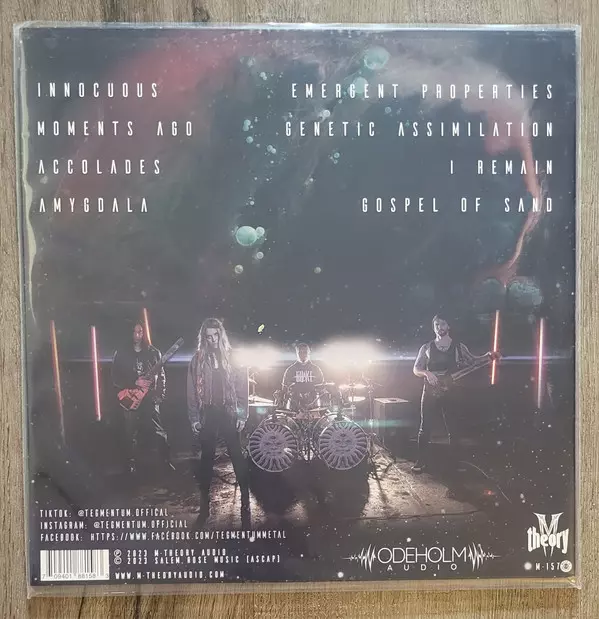 INNOCUOUS
MOMENTS AGO
ACCOLADES
AMYGDALA
EMERGENT PROPERTIES
GENETIC ASSIMILATION
I REMAIN
GOSPEL OF SAND
TIKTOK: @TEGMENTUM.OFFICAL
INSTAGRAM: @TEGMENTUM.OFFICIAL
FACEBOOK: HTTPS://WWW.FACEBOOK.COM/TEGMENTUMMETAL
℗ 2023 M-THEORY AUDIO
© 2023 SALEM ROSE MUSIC (ASCAP)
WWW.M-THEORYAUDIO.COM
ODEHOLM
AUDIO
M
theory